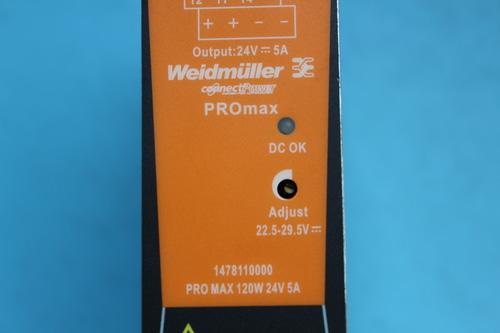 + + − −
Output:24V⎓5A
Weidmüller
connectPower
PROmax
DC OK
Adjust
22.5-29.5V⎓
1478110000
PRO MAX 120W 24V 5A